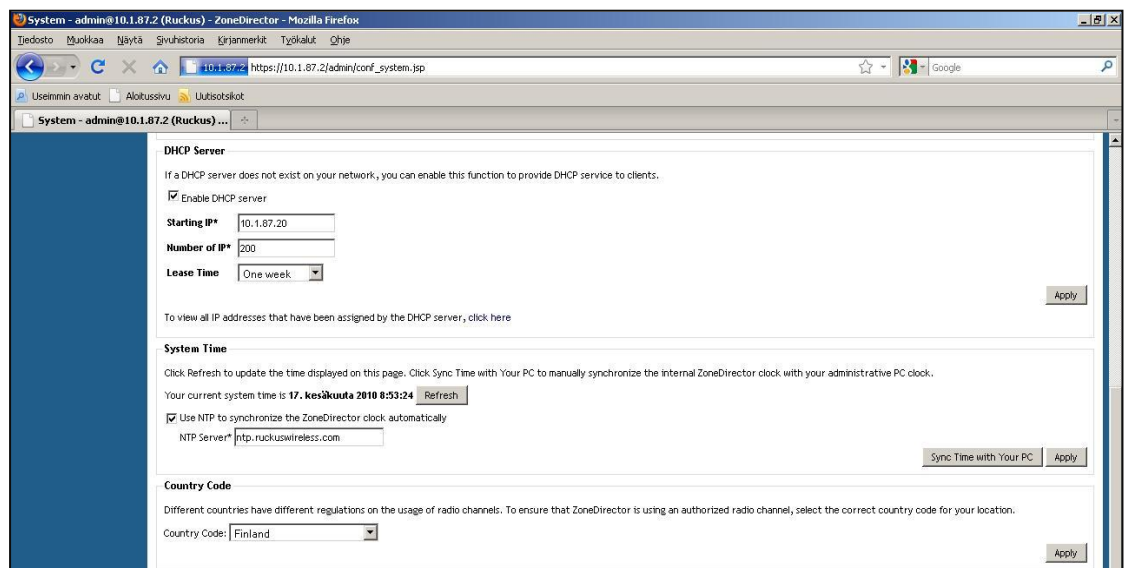 System - admin@10.1.87.2 (Ruckus) - ZoneDirector - Mozilla Firefox
Tiedosto Muokkaa Näytä Sivuhistoria Kirjanmerkit Työkalut Ohje
10.1.87.2 https://10.1.87.2/admin/conf_system.jsp Google
Useimmin avatut Aloitussivu Uutisotsikot
System - admin@10.1.87.2 (Ruckus) ...
DHCP Server
If a DHCP server does not exist on your network, you can enable this function to provide DHCP service to clients.
Enable DHCP server
Starting IP* 10.1.87.20
Number of IP* 200
Lease Time One week
Apply
To view all IP addresses that have been assigned by the DHCP server, click here
System Time
Click Refresh to update the time displayed on this page. Click Sync Time with Your PC to manually synchronize the internal ZoneDirector clock with your administrative PC clock.
Your current system time is 17. kesäkuuta 2010 8:53:24 Refresh
Use NTP to synchronize the ZoneDirector clock automatically
NTP Server* ntp.ruckuswireless.com
Sync Time with Your PC Apply
Country Code
Different countries have different regulations on the usage of radio channels. To ensure that ZoneDirector is using an authorized radio channel, select the correct country code for your location.
Country Code: Finland
Apply